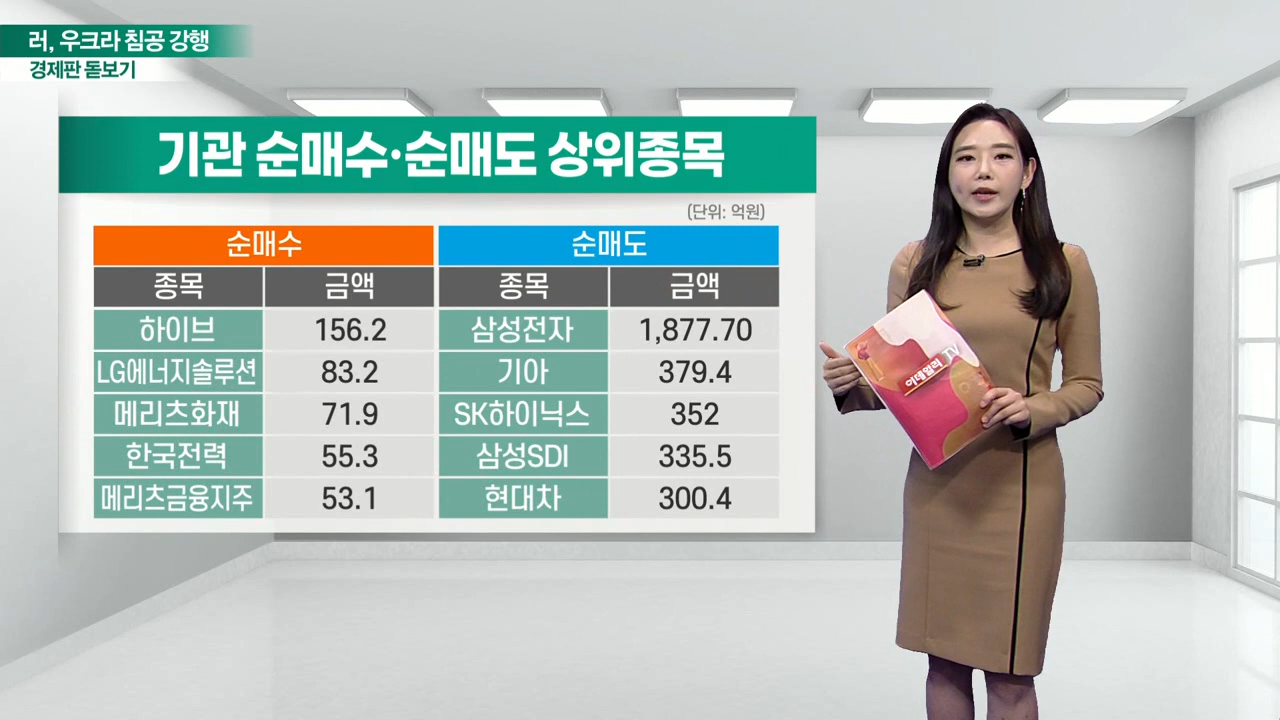 러, 우크라 침공 강행
경제판 돋보기
기관 순매수·순매도 상위종목
(단위: 억원)
순매수 순매도
종목 금액 종목 금액
하이브 156.2 삼성전자 1,877.70
LG에너지솔루션 83.2 기아 379.4
메리츠화재 71.9 SK하이닉스 352
한국전력 55.3 삼성SDI 335.5
메리츠금융지주 53.1 현대차 300.4
이데일리 TV